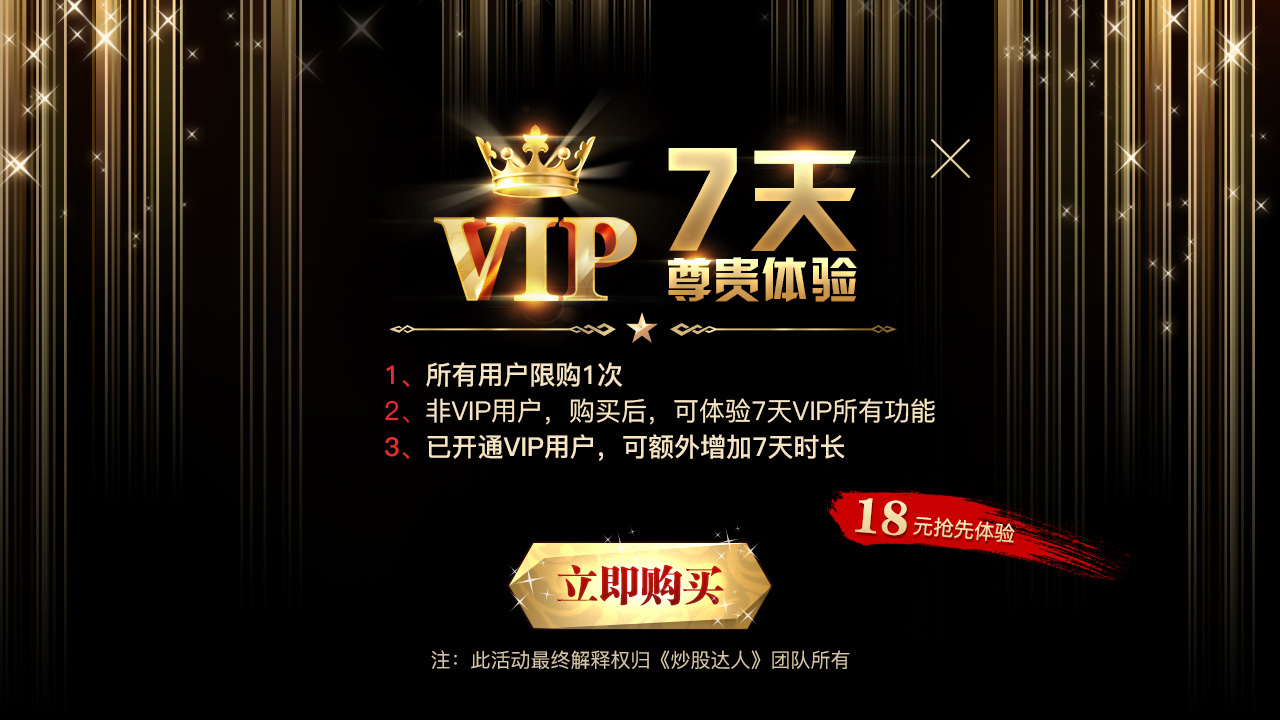 VIP
7天
尊贵体验
1、所有用户限购1次
2、非VIP用户，购买后，可体验7天VIP所有功能
3、已开通VIP用户，可额外增加7天时长
18元抢先体验
立即购买
注：此活动最终解释权归《炒股达人》团队所有